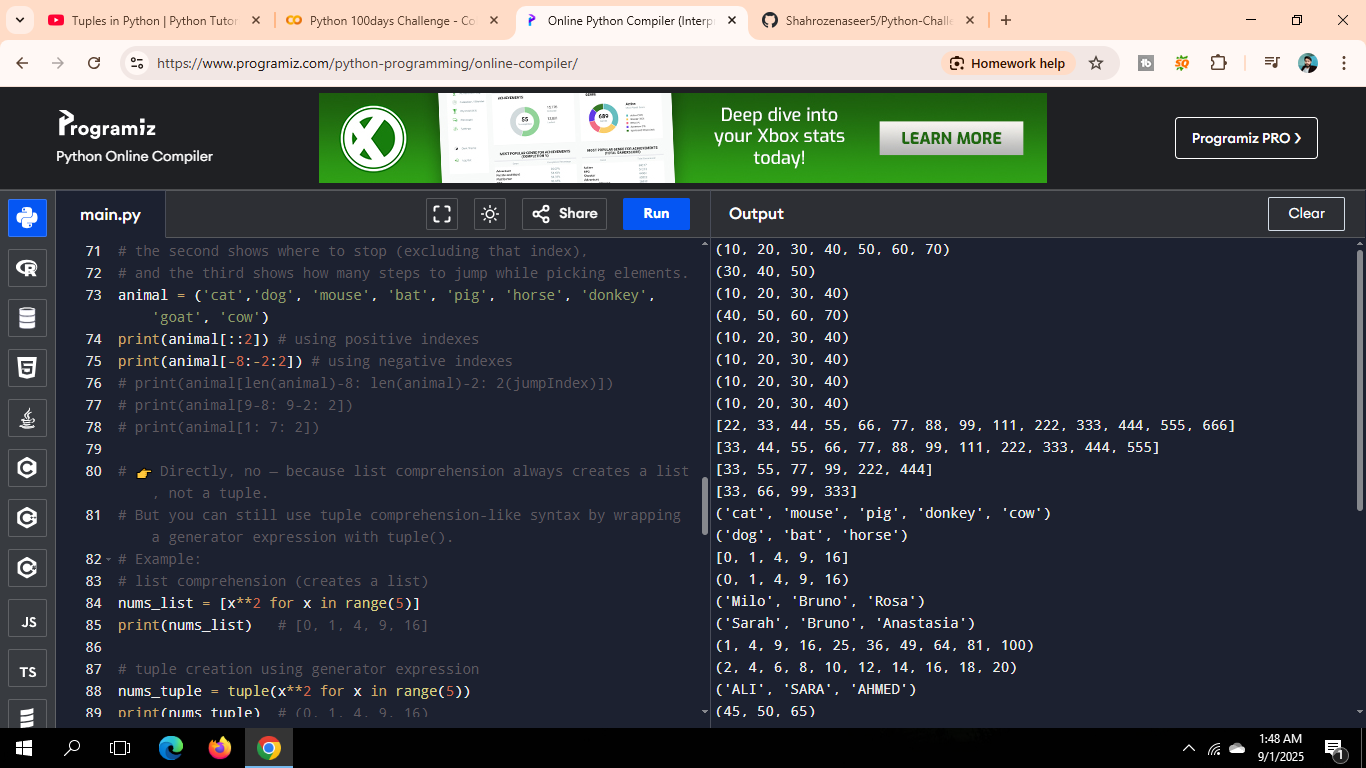 Tuples in Python | Python Tutor
Python 100days Challenge - Co
Online Python Compiler (Interp
Shahrozenaseer5/Python-Challe
https://www.programiz.com/python-programming/online-compiler/
Homework help
Programiz
Python Online Compiler
55
689
Deep dive into
your Xbox stats
today!
LEARN MORE
Programiz PRO
main.py
Share
Run
Output
Clear
71 # the second shows where to stop (excluding that index),
72 # and the third shows how many steps to jump while picking elements.
73 animal = ('cat','dog', 'mouse', 'bat', 'pig', 'horse', 'donkey',
'goat', 'cow')
74 print(animal[::2]) # using positive indexes
75 print(animal[-8:-2:2]) # using negative indexes
76 # print(animal[len(animal)-8: len(animal)-2: 2(jumpIndex)])
77 # print(animal[9-8: 9-2: 2])
78 # print(animal[1: 7: 2])
79
80 # 👉 Directly, no — because list comprehension always creates a list
, not a tuple.
81 # But you can still use tuple comprehension-like syntax by wrapping
a generator expression with tuple().
82 # Example:
83 # list comprehension (creates a list)
84 nums_list = [x**2 for x in range(5)]
85 print(nums_list)   # [0, 1, 4, 9, 16]
86
87 # tuple creation using generator expression
88 nums_tuple = tuple(x**2 for x in range(5))
89 print(nums_tuple)  # (0, 1, 4, 9, 16)
(10, 20, 30, 40, 50, 60, 70)
(30, 40, 50)
(10, 20, 30, 40)
(40, 50, 60, 70)
(10, 20, 30, 40)
(10, 20, 30, 40)
(10, 20, 30, 40)
(10, 20, 30, 40)
[22, 33, 44, 55, 66, 77, 88, 99, 111, 222, 333, 444, 555, 666]
[33, 44, 55, 66, 77, 88, 99, 111, 222, 333, 444, 555]
[33, 55, 77, 99, 222, 444]
[33, 66, 99, 333]
('cat', 'mouse', 'pig', 'donkey', 'cow')
('dog', 'bat', 'horse')
[0, 1, 4, 9, 16]
(0, 1, 4, 9, 16)
('Milo', 'Bruno', 'Rosa')
('Sarah', 'Bruno', 'Anastasia')
(1, 4, 9, 16, 25, 36, 49, 64, 81, 100)
(2, 4, 6, 8, 10, 12, 14, 16, 18, 20)
('ALI', 'SARA', 'AHMED')
(45, 50, 65)
JS
TS
1:48 AM
9/1/2025
1